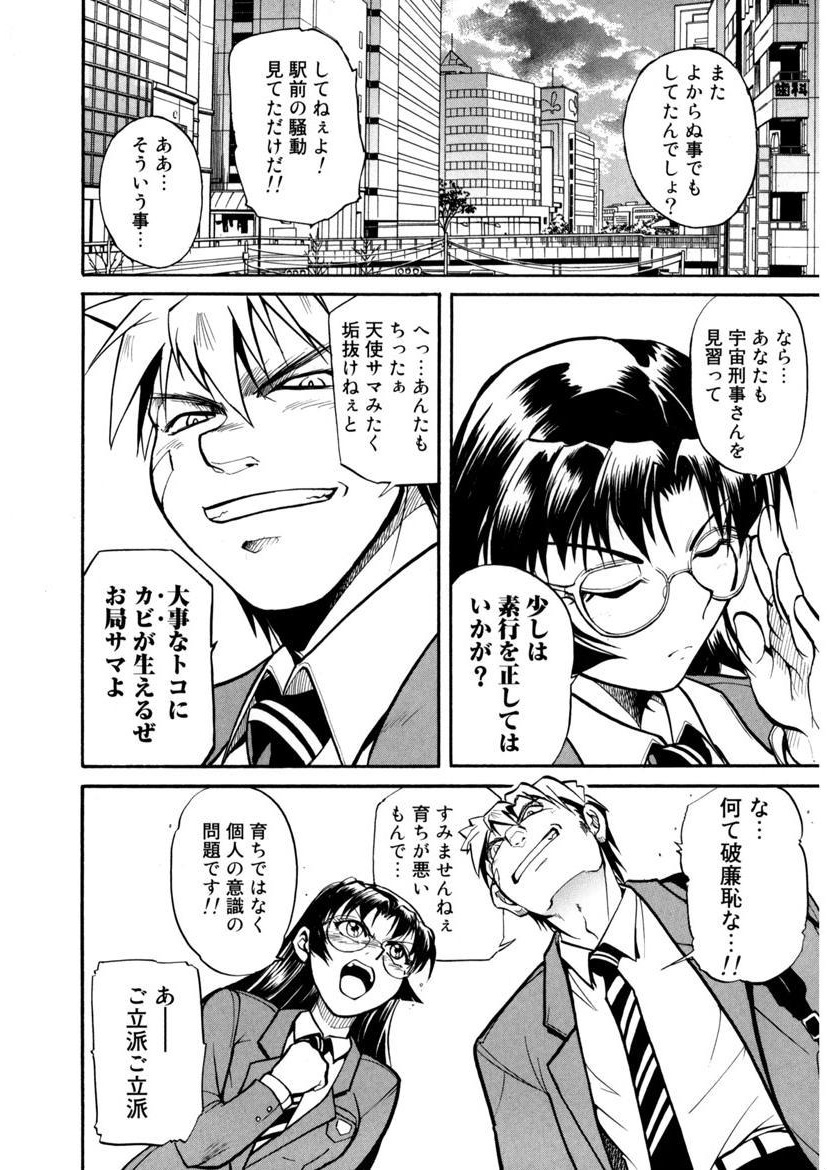 また
よからぬ事でも
してたんでしょ?
歯科
してねぇよ!
駅前の騒動
見てただけだ!!
ああ…
そういう事…
なら…
あなたも
宇宙刑事さんを
見習って
少しは
素行を正しては
いかが?
へっ…あんたも
ちったぁ
天使サマみたく
垢抜けねぇと
大事なトコに
カビが生えるぜ
お局サマよ
な…
何て破廉恥な…!!
すみませんねぇ
育ちが悪い
もんで…
育ちではなく
個人の意識の
問題です!!
あ――
ご立派ご立派